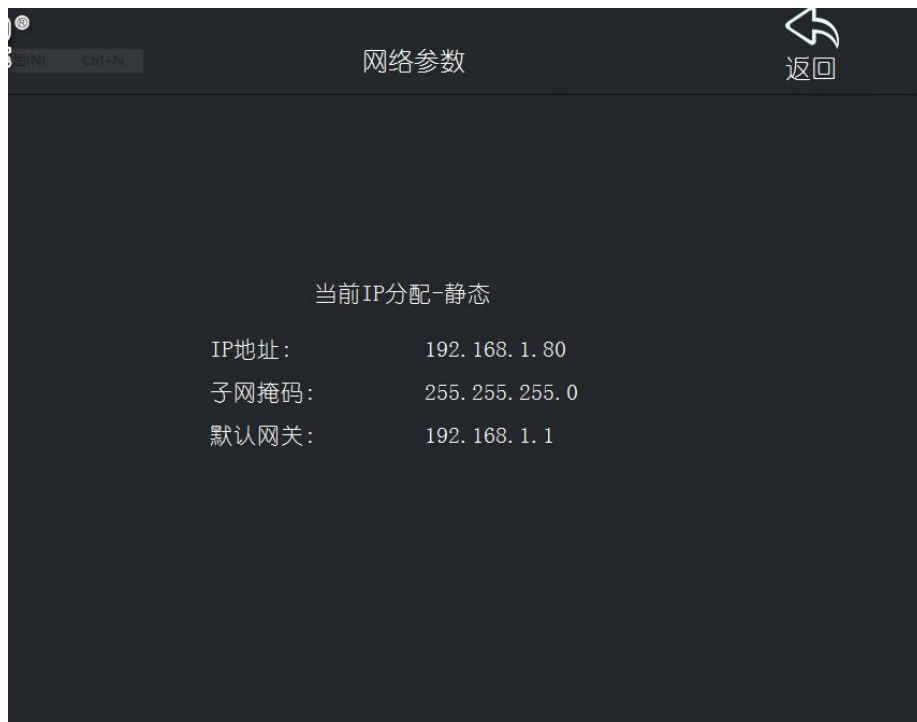 ®
图(N) Ctrl+N
网络参数
返回
当前IP分配-静态
IP地址: 192.168.1.80
子网掩码: 255.255.255.0
默认网关: 192.168.1.1